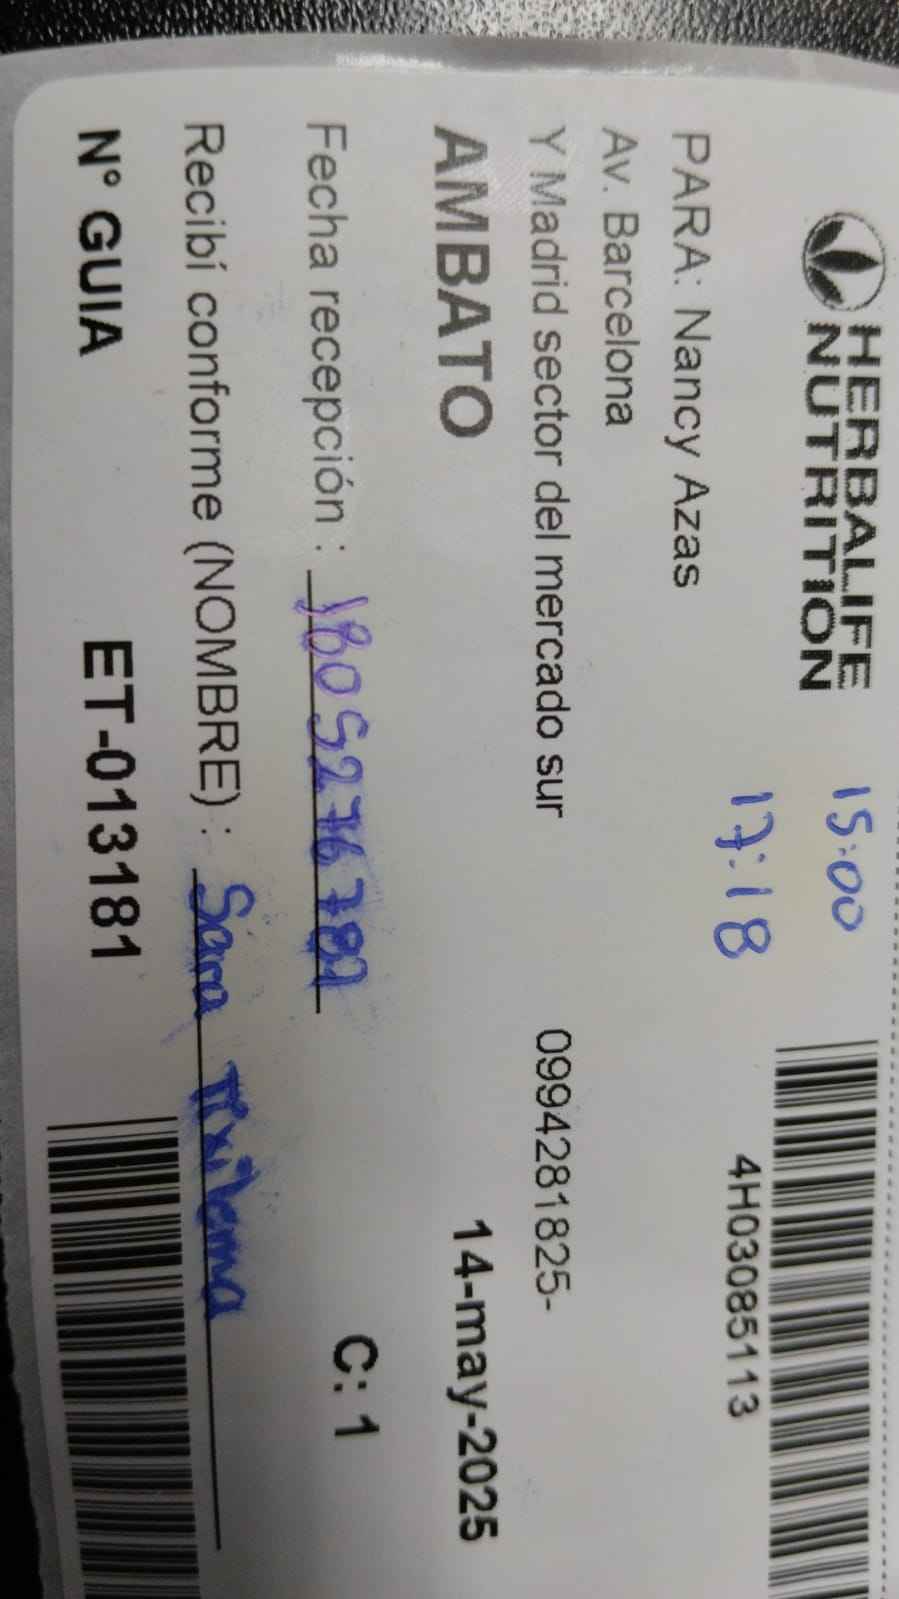 HERBALIFE
NUTRITION
15:00
17:18
4H03085113
PARA: Nancy Azas
Av. Barcelona
Y Madrid sector del mercado sur
0994281825-
AMBATO
14-may-2025
Fecha recepción :
C: 1
Recibí conforme (NOMBRE) : Sara
N° GUIA ET-013181